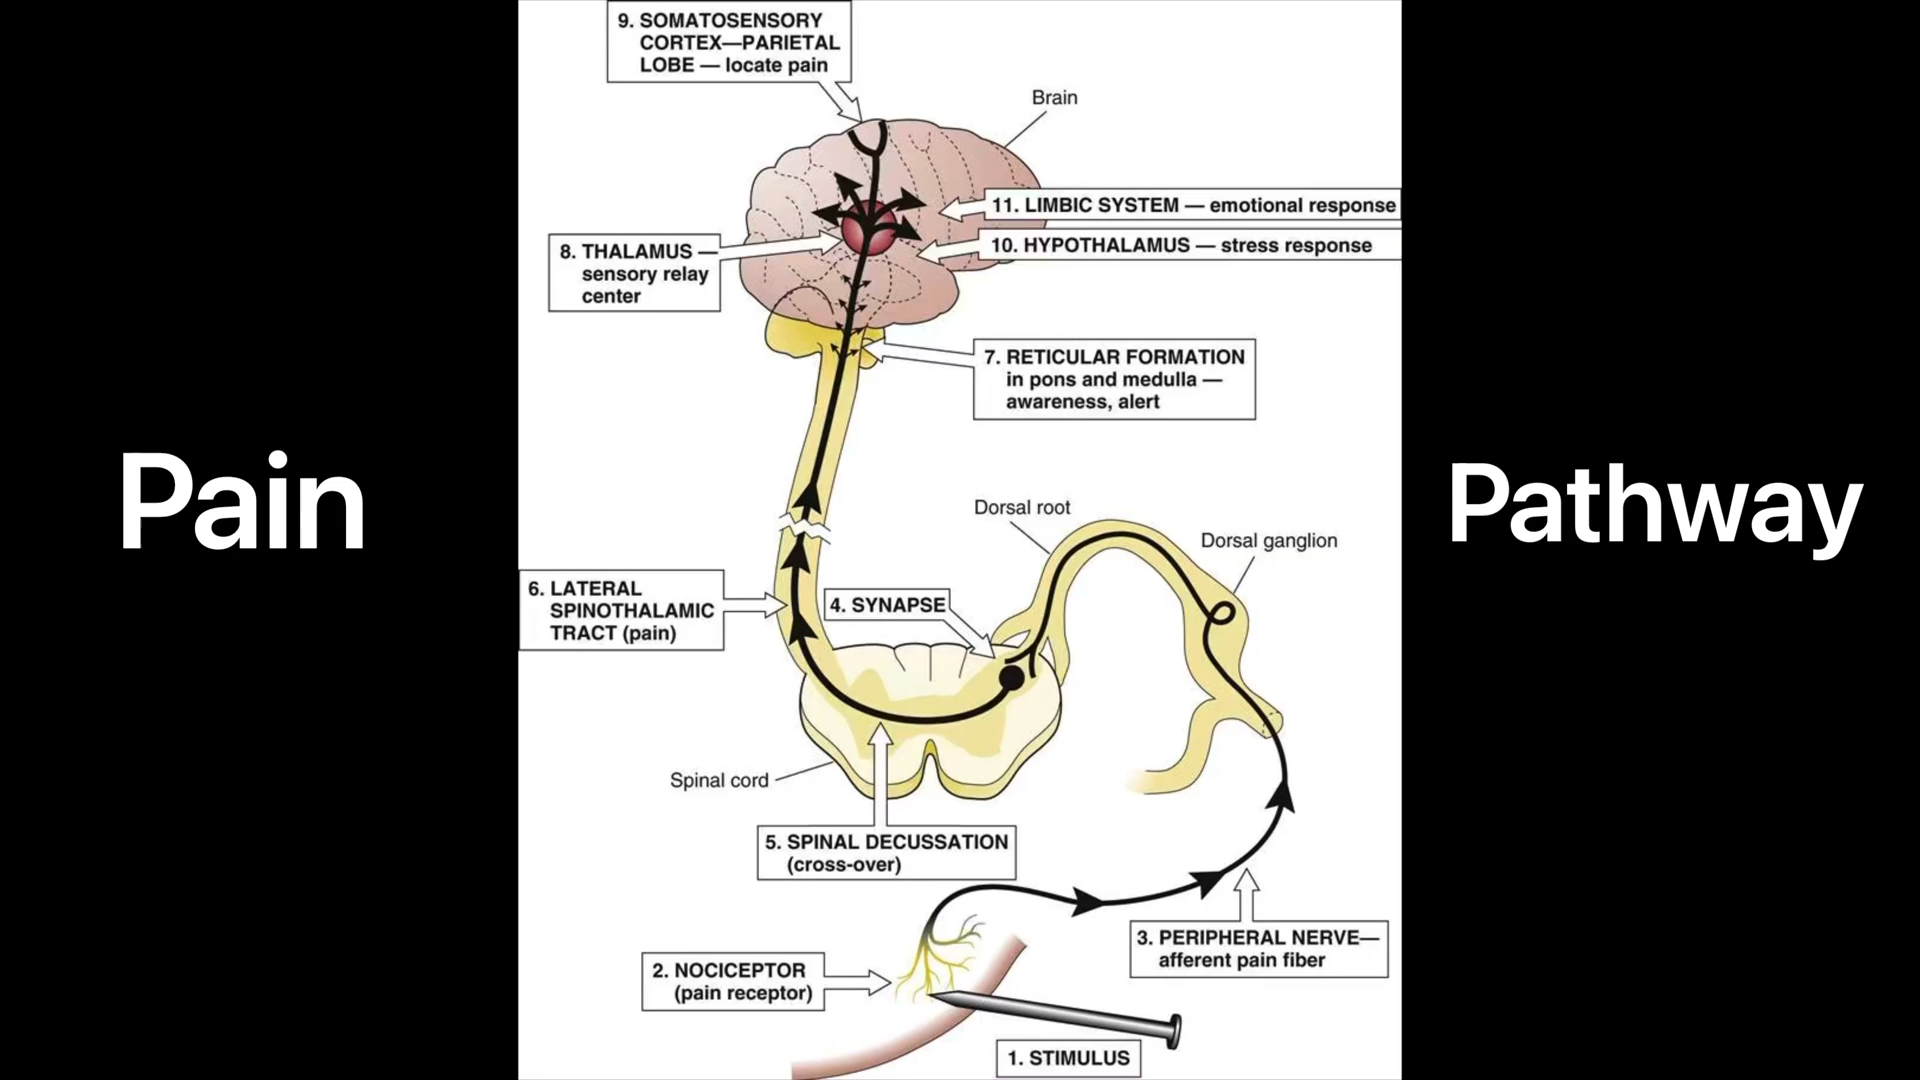 9. SOMATOSENSORY
CORTEX—PARIETAL
LOBE — locate pain
Brain
11. LIMBIC SYSTEM — emotional response
10. HYPOTHALAMUS — stress response
8. THALAMUS —
sensory relay
center
7. RETICULAR FORMATION
in pons and medulla —
awareness, alert
Pain
Pathway
Dorsal root
Dorsal ganglion
6. LATERAL
SPINOTHALAMIC
TRACT (pain)
4. SYNAPSE
Spinal cord
5. SPINAL DECUSSATION
(cross-over)
3. PERIPHERAL NERVE—
afferent pain fiber
2. NOCICEPTOR
(pain receptor)
1. STIMULUS